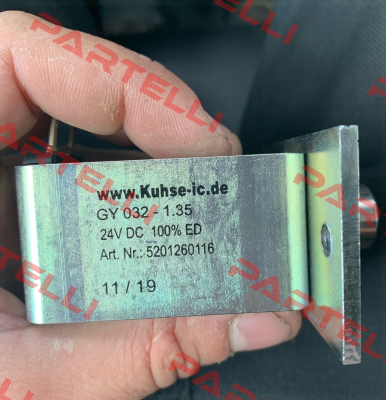 PARTELLI
www.Kuhse-ic.de
GY 032 - 1.35
24V DC 100% ED
Art. Nr.: 5201260116
11 / 19
PARTELLI
PARTELLI
PARTELLI
PARTELLI